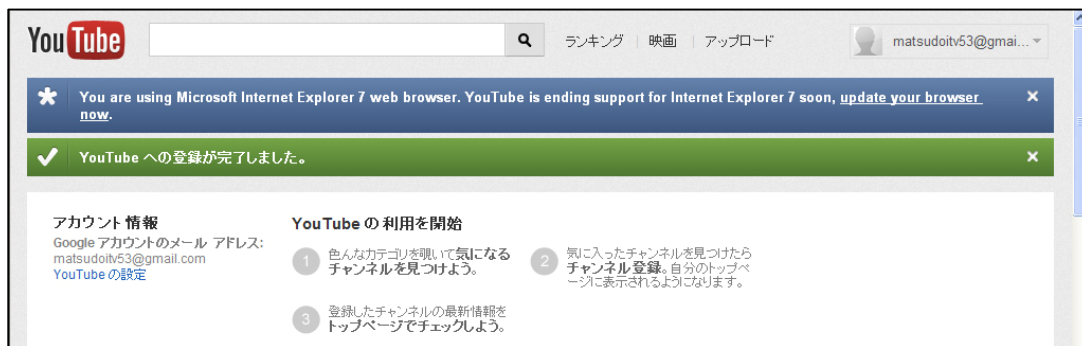 YouTube
ランキング | 映画 | アップロード
matsudoitv53@gmai...
You are using Microsoft Internet Explorer 7 web browser. YouTube is ending support for Internet Explorer 7 soon, update your browser
now.
YouTube への登録が完了しました。
アカウント情報
Google アカウントのメール アドレス:
matsudoitv53@gmail.com
YouTube の設定
YouTube の利用を開始
1 色んなカテゴリを覗いて気になる
チャンネルを見つけよう。
2 気に入ったチャンネルを見つけたら
チャンネル登録。自分のトップペ
ージに表示されるようになります。
3 登録したチャンネルの最新情報を
トップページでチェックしよう。